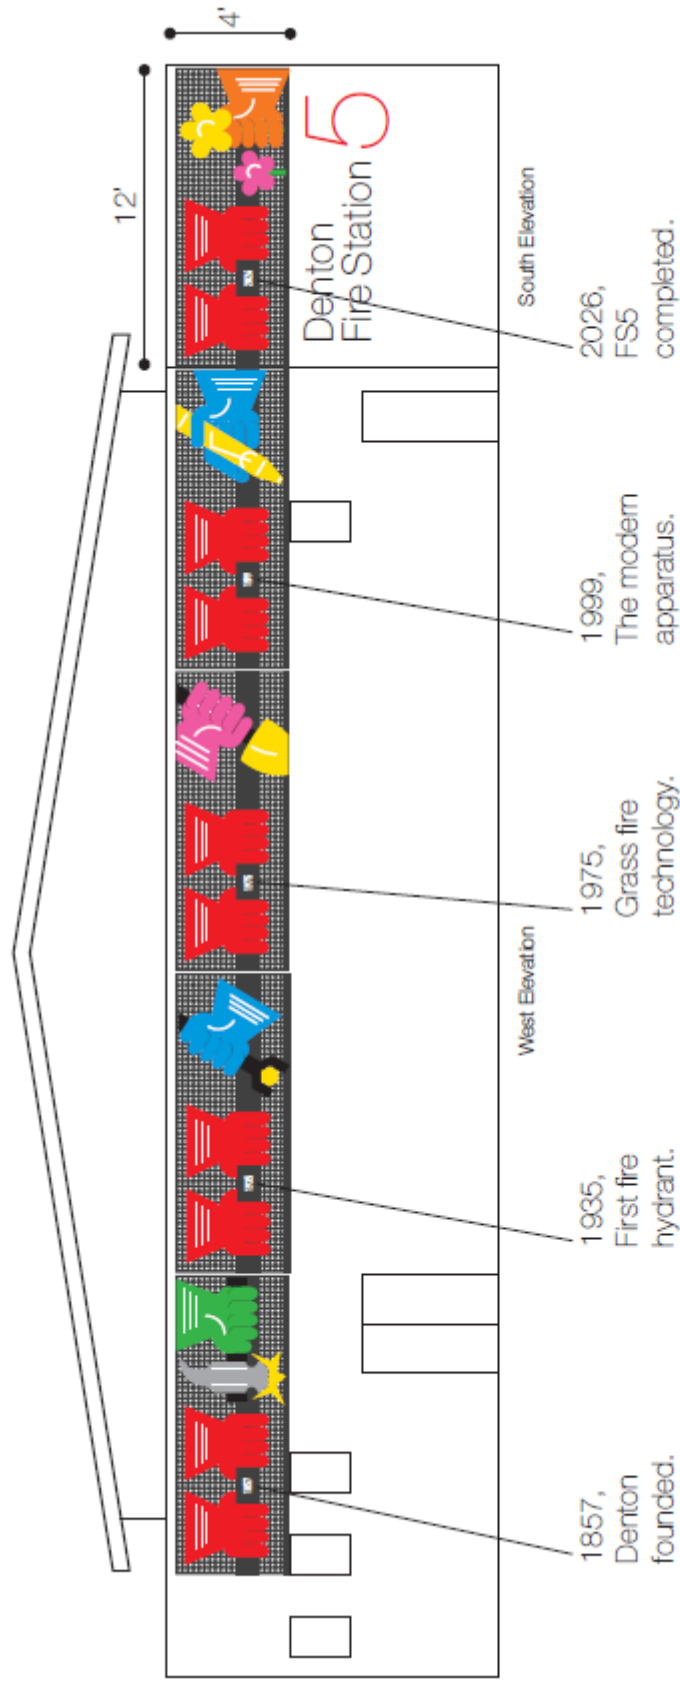 12'
4'
Denton
Fire Station 5
West Elevation
South Elevation
1857,
Denton
founded.
1935,
First fire
hydrant.
1975,
Grass fire
technology.
1999,
The modern
apparatus.
2026,
FS5
completed.